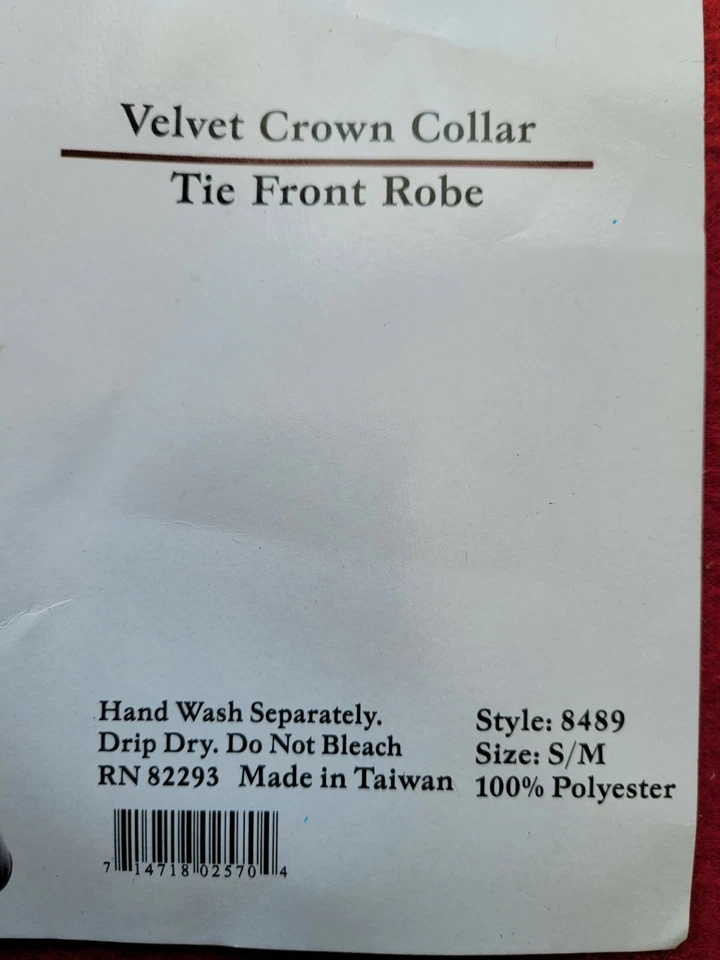 Velvet Crown Collar
Tie Front Robe
Hand Wash Separately.
Drip Dry. Do Not Bleach
RN 82293 Made in Taiwan
Style: 8489
Size: S/M
100% Polyester
7 14718 02570 4